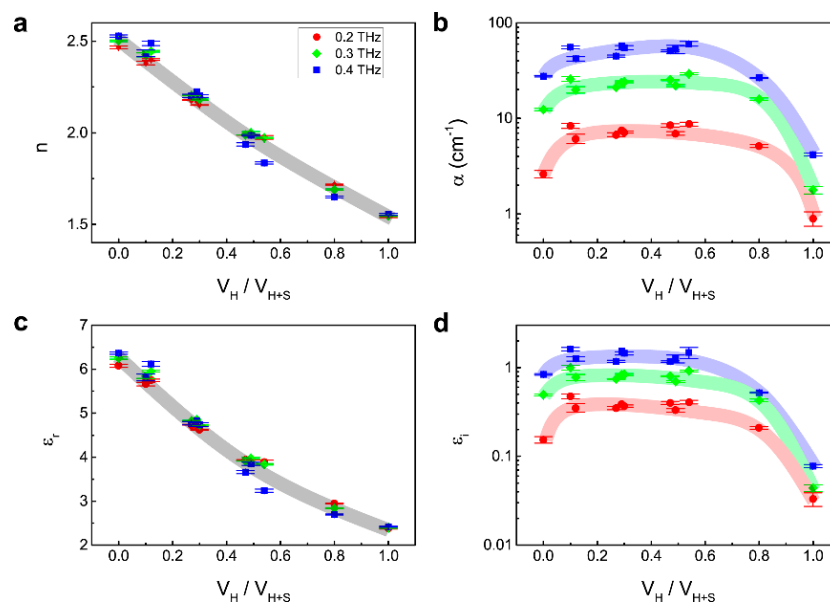 a
2.5
2.0
1.5
n
0.0 0.2 0.4 0.6 0.8 1.0
V_H / V_H+S
0.2 THz
0.3 THz
0.4 THz
b
100
10
1
α (cm⁻¹)
0.0 0.2 0.4 0.6 0.8 1.0
V_H / V_H+S
c
7
6
5
4
3
2
ε_r
0.0 0.2 0.4 0.6 0.8 1.0
V_H / V_H+S
d
1
0.1
0.01
ε_i
0.0 0.2 0.4 0.6 0.8 1.0
V_H / V_H+S